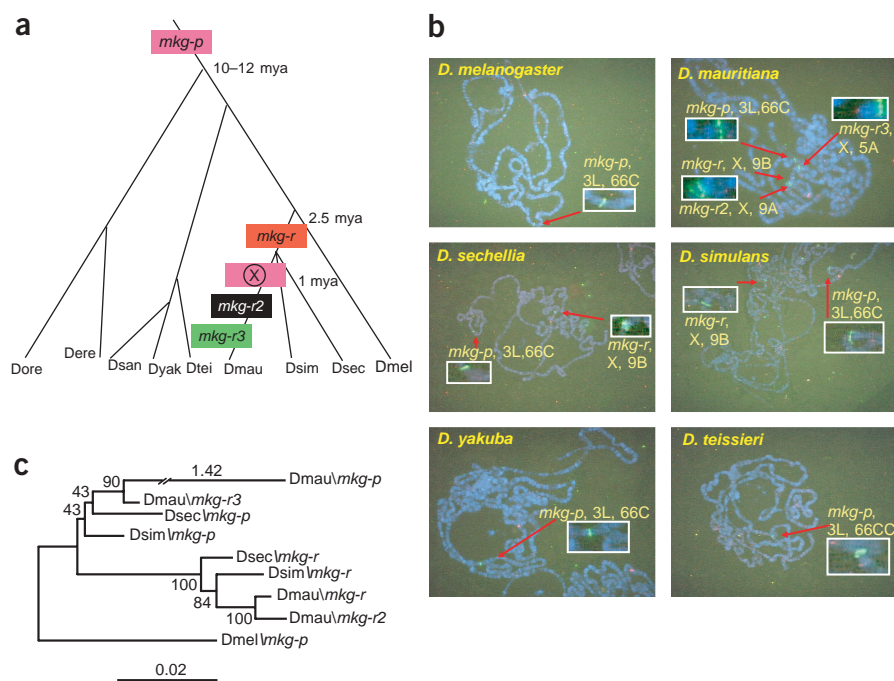 a
mkg-p
10–12 mya
2.5 mya
mkg-r
X
1 mya
mkg-r2
mkg-r3
Dore
Dere
Dsan
Dyak
Dtei
Dmau
Dsim
Dsec
Dmel
b
D. melanogaster
mkg-p,
3L, 66C
D. mauritiana
mkg-p, 3L,66C
mkg-r3,
X, 5A
mkg-r, X, 9B
mkg-r2, X, 9A
D. sechellia
mkg-p, 3L,66C
mkg-r,
X, 9B
D. simulans
mkg-r,
X, 9B
mkg-p,
3L,66C
D. yakuba
mkg-p, 3L, 66C
D. teissieri
mkg-p,
3L, 66CC
c
1.42
90
Dmau\mkg-p
43
Dmau\mkg-r3
43
Dsec\mkg-p
Dsim\mkg-p
Dsec\mkg-r
100
Dsim\mkg-r
84
Dmau\mkg-r
100
Dmau\mkg-r2
Dmel\mkg-p
0.02